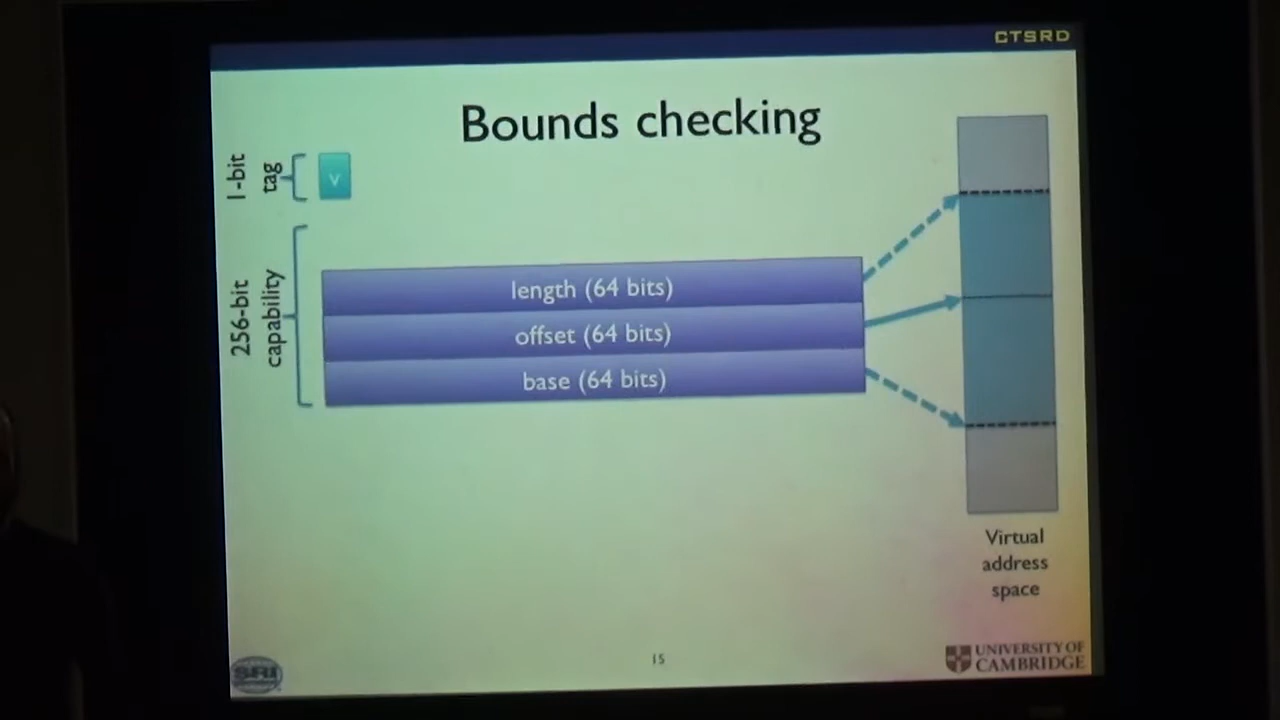 CTSRD
Bounds checking
1-bit
tag
v
256-bit
capability
length (64 bits)
offset (64 bits)
base (64 bits)
Virtual
address
space
15
SRI
UNIVERSITY OF
CAMBRIDGE